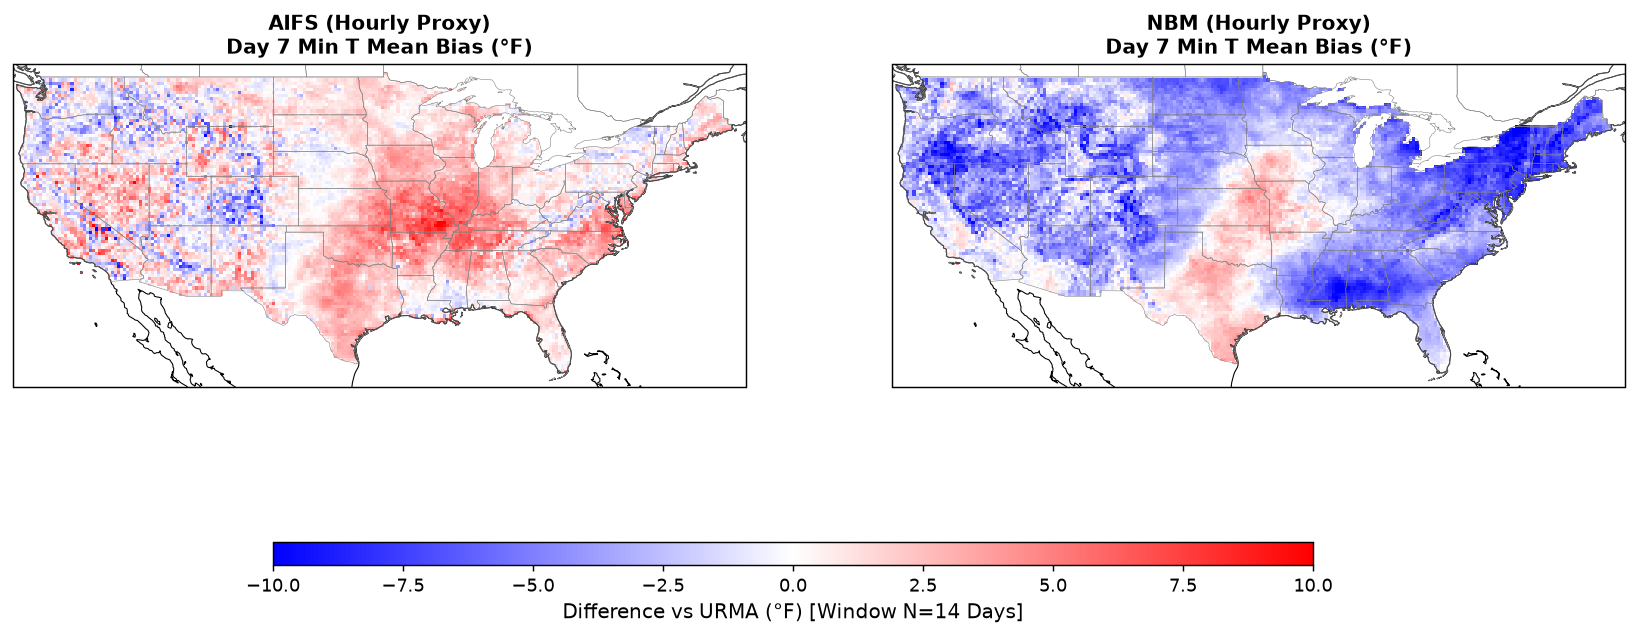 AIFS (Hourly Proxy)
Day 7 Min T Mean Bias (°F)
NBM (Hourly Proxy)
Day 7 Min T Mean Bias (°F)
−10.0 −7.5 −5.0 −2.5 0.0 2.5 5.0 7.5 10.0
Difference vs URMA (°F) [Window N=14 Days]